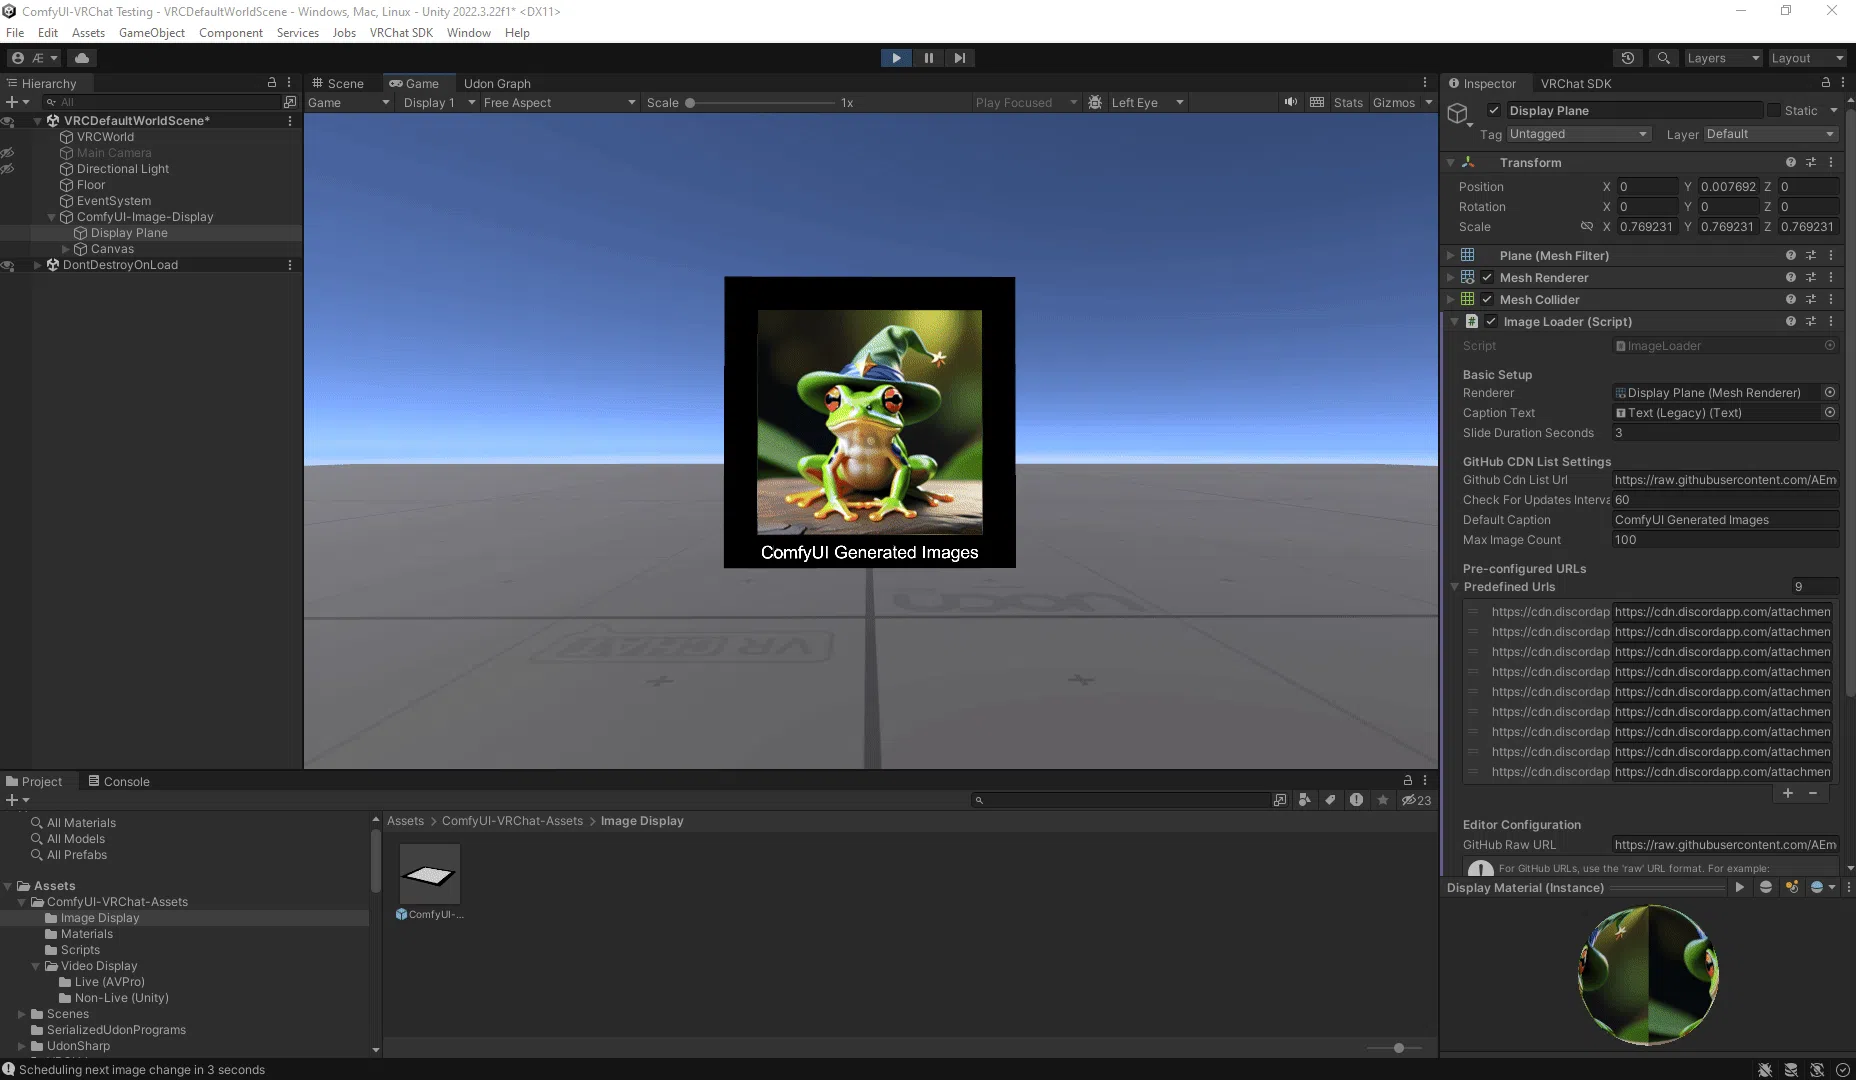 ComfyUI-VRChat Testing - VRCDefaultWorldScene - Windows, Mac, Linux - Unity 2022.3.22f1* <DX11>
File Edit Assets GameObject Component Services Jobs VRChat SDK Window Help
Æ Layers Layout
Hierarchy
All
VRCDefaultWorldScene*
VRCWorld
Main Camera
Directional Light
Floor
EventSystem
ComfyUI-Image-Display
Display Plane
Canvas
DontDestroyOnLoad
Scene Game Udon Graph
Game Display 1 Free Aspect Scale 1x Play Focused Left Eye Stats Gizmos
ComfyUI Generated Images
VRCHAT
Inspector VRChat SDK
Display Plane Static
Tag Untagged Layer Default
Transform
Position X 0 Y 0.007692 Z 0
Rotation X 0 Y 0 Z 0
Scale X 0.769231 Y 0.769231 Z 0.769231
Plane (Mesh Filter)
Mesh Renderer
Mesh Collider
# Image Loader (Script)
Script ImageLoader
Basic Setup
Renderer Display Plane (Mesh Renderer)
Caption Text Text (Legacy) (Text)
Slide Duration Seconds 3
GitHub CDN List Settings
Github Cdn List Url https://raw.githubusercontent.com/AEm
Check For Updates Interva 60
Default Caption ComfyUI Generated Images
Max Image Count 100
Pre-configured URLs
Predefined Urls 9
https://cdn.discordap https://cdn.discordapp.com/attachmen
https://cdn.discordap https://cdn.discordapp.com/attachmen
https://cdn.discordap https://cdn.discordapp.com/attachmen
https://cdn.discordap https://cdn.discordapp.com/attachmen
https://cdn.discordap https://cdn.discordapp.com/attachmen
https://cdn.discordap https://cdn.discordapp.com/attachmen
https://cdn.discordap https://cdn.discordapp.com/attachmen
https://cdn.discordap https://cdn.discordapp.com/attachmen
https://cdn.discordap https://cdn.discordapp.com/attachmen
+ −
Editor Configuration
GitHub Raw URL https://raw.githubusercontent.com/AEm
For GitHub URLs, use the 'raw' URL format. For example:
Display Material (Instance)
Project Console
23
All Materials
All Models
All Prefabs
Assets
ComfyUI-VRChat-Assets
Image Display
Materials
Scripts
Video Display
Live (AVPro)
Non-Live (Unity)
Scenes
SerializedUdonPrograms
UdonSharp
Assets > ComfyUI-VRChat-Assets > Image Display
ComfyUI-...
Scheduling next image change in 3 seconds